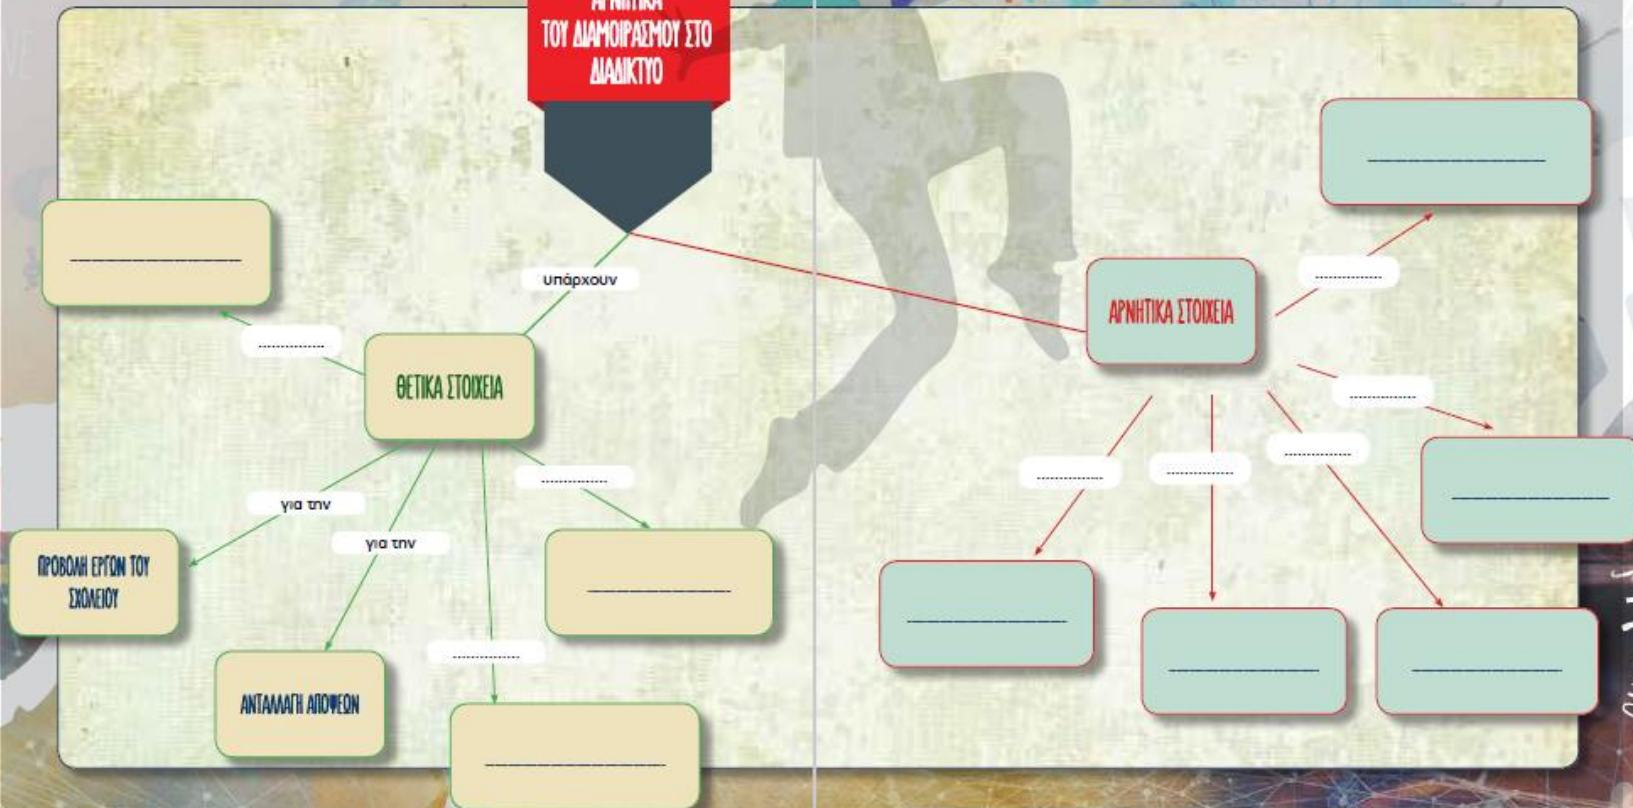 ΑΡΝΗΤΙΚΑ
ΤΟΥ ΔΙΑΜΟΙΡΑΣΜΟΥ ΣΤΟ
ΔΙΑΔΙΚΤΥΟ
υπάρχουν
ΑΡΝΗΤΙΚΑ ΣΤΟΙΧΕΙΑ
ΘΕΤΙΚΑ ΣΤΟΙΧΕΙΑ
για την
για την
ΠΡΟΒΟΛΗ ΕΡΓΩΝ ΤΟΥ
ΣΧΟΛΕΙΟΥ
ΑΝΤΑΛΛΑΓΗ ΑΠΟΨΕΩΝ